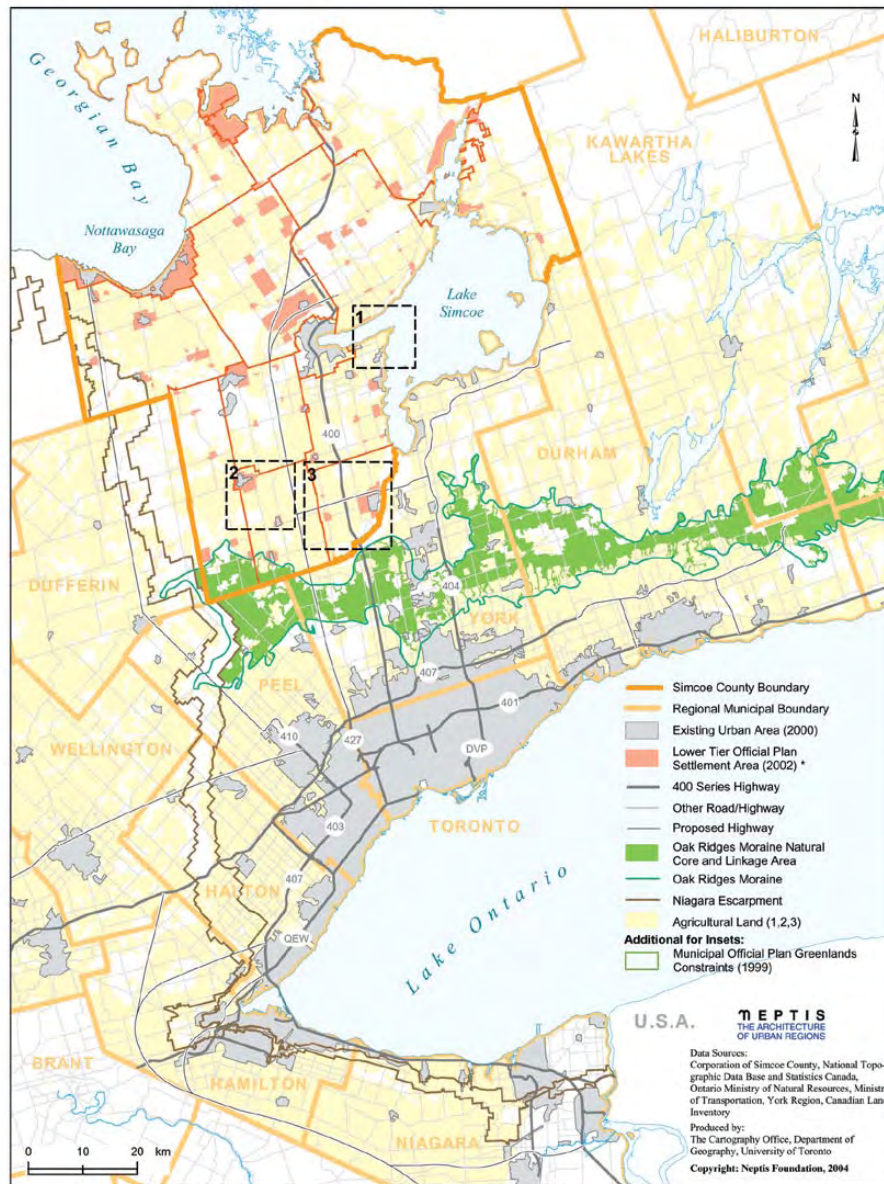 HALIBURTON
Georgian Bay
N
KAWARTHA
LAKES
Nottawasaga
Bay
Lake
Simcoe
1
400
DURHAM
2
3
DUFFERIN
404
YORK
PEEL
407
401
WELLINGTON
410
427
DVP
403
TORONTO
407
HALTON
QEW
Lake Ontario
BRANT
HAMILTON
NIAGARA
U.S.A.
Simcoe County Boundary
Regional Municipal Boundary
Existing Urban Area (2000)
Lower Tier Official Plan
Settlement Area (2002) *
400 Series Highway
Other Road/Highway
Proposed Highway
Oak Ridges Moraine Natural
Core and Linkage Area
Oak Ridges Moraine
Niagara Escarpment
Agricultural Land (1,2,3)
Additional for Insets:
Municipal Official Plan Greenlands
Constraints (1999)
NEPTIS
THE ARCHITECTURE
OF URBAN REGIONS
Data Sources:
Corporation of Simcoe County, National Topo-
graphic Data Base and Statistics Canada,
Ontario Ministry of Natural Resources, Ministr
of Transportation, York Region, Canadian Lan
Inventory
Produced by:
The Cartography Office, Department of
Geography, University of Toronto
Copyright: Neptis Foundation, 2004
0 10 20 km